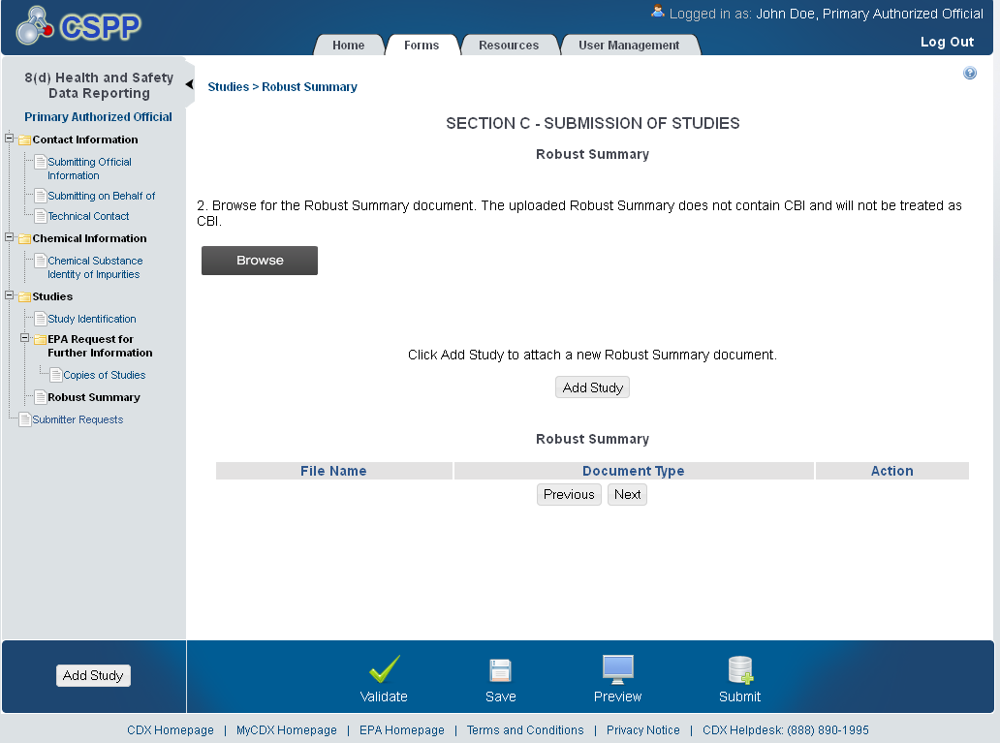 CSPP
Logged in as: John Doe, Primary Authorized Official
Home
Forms
Resources
User Management
Log Out
8(d) Health and Safety
Data Reporting
Primary Authorized Official
Contact Information
Submitting Official
Information
Submitting on Behalf of
Technical Contact
Chemical Information
Chemical Substance
Identity of Impurities
Studies
Study Identification
EPA Request for
Further Information
Copies of Studies
Robust Summary
Submitter Requests
Studies > Robust Summary
?
SECTION C - SUBMISSION OF STUDIES
Robust Summary
2. Browse for the Robust Summary document. The uploaded Robust Summary does not contain CBI and will not be treated as
CBI.
Browse
Click Add Study to attach a new Robust Summary document.
Add Study
Robust Summary
File Name
Document Type
Action
Previous
Next
Add Study
Validate
Save
Preview
Submit
CDX Homepage | MyCDX Homepage | EPA Homepage | Terms and Conditions | Privacy Notice | CDX Helpdesk: (888) 890-1995